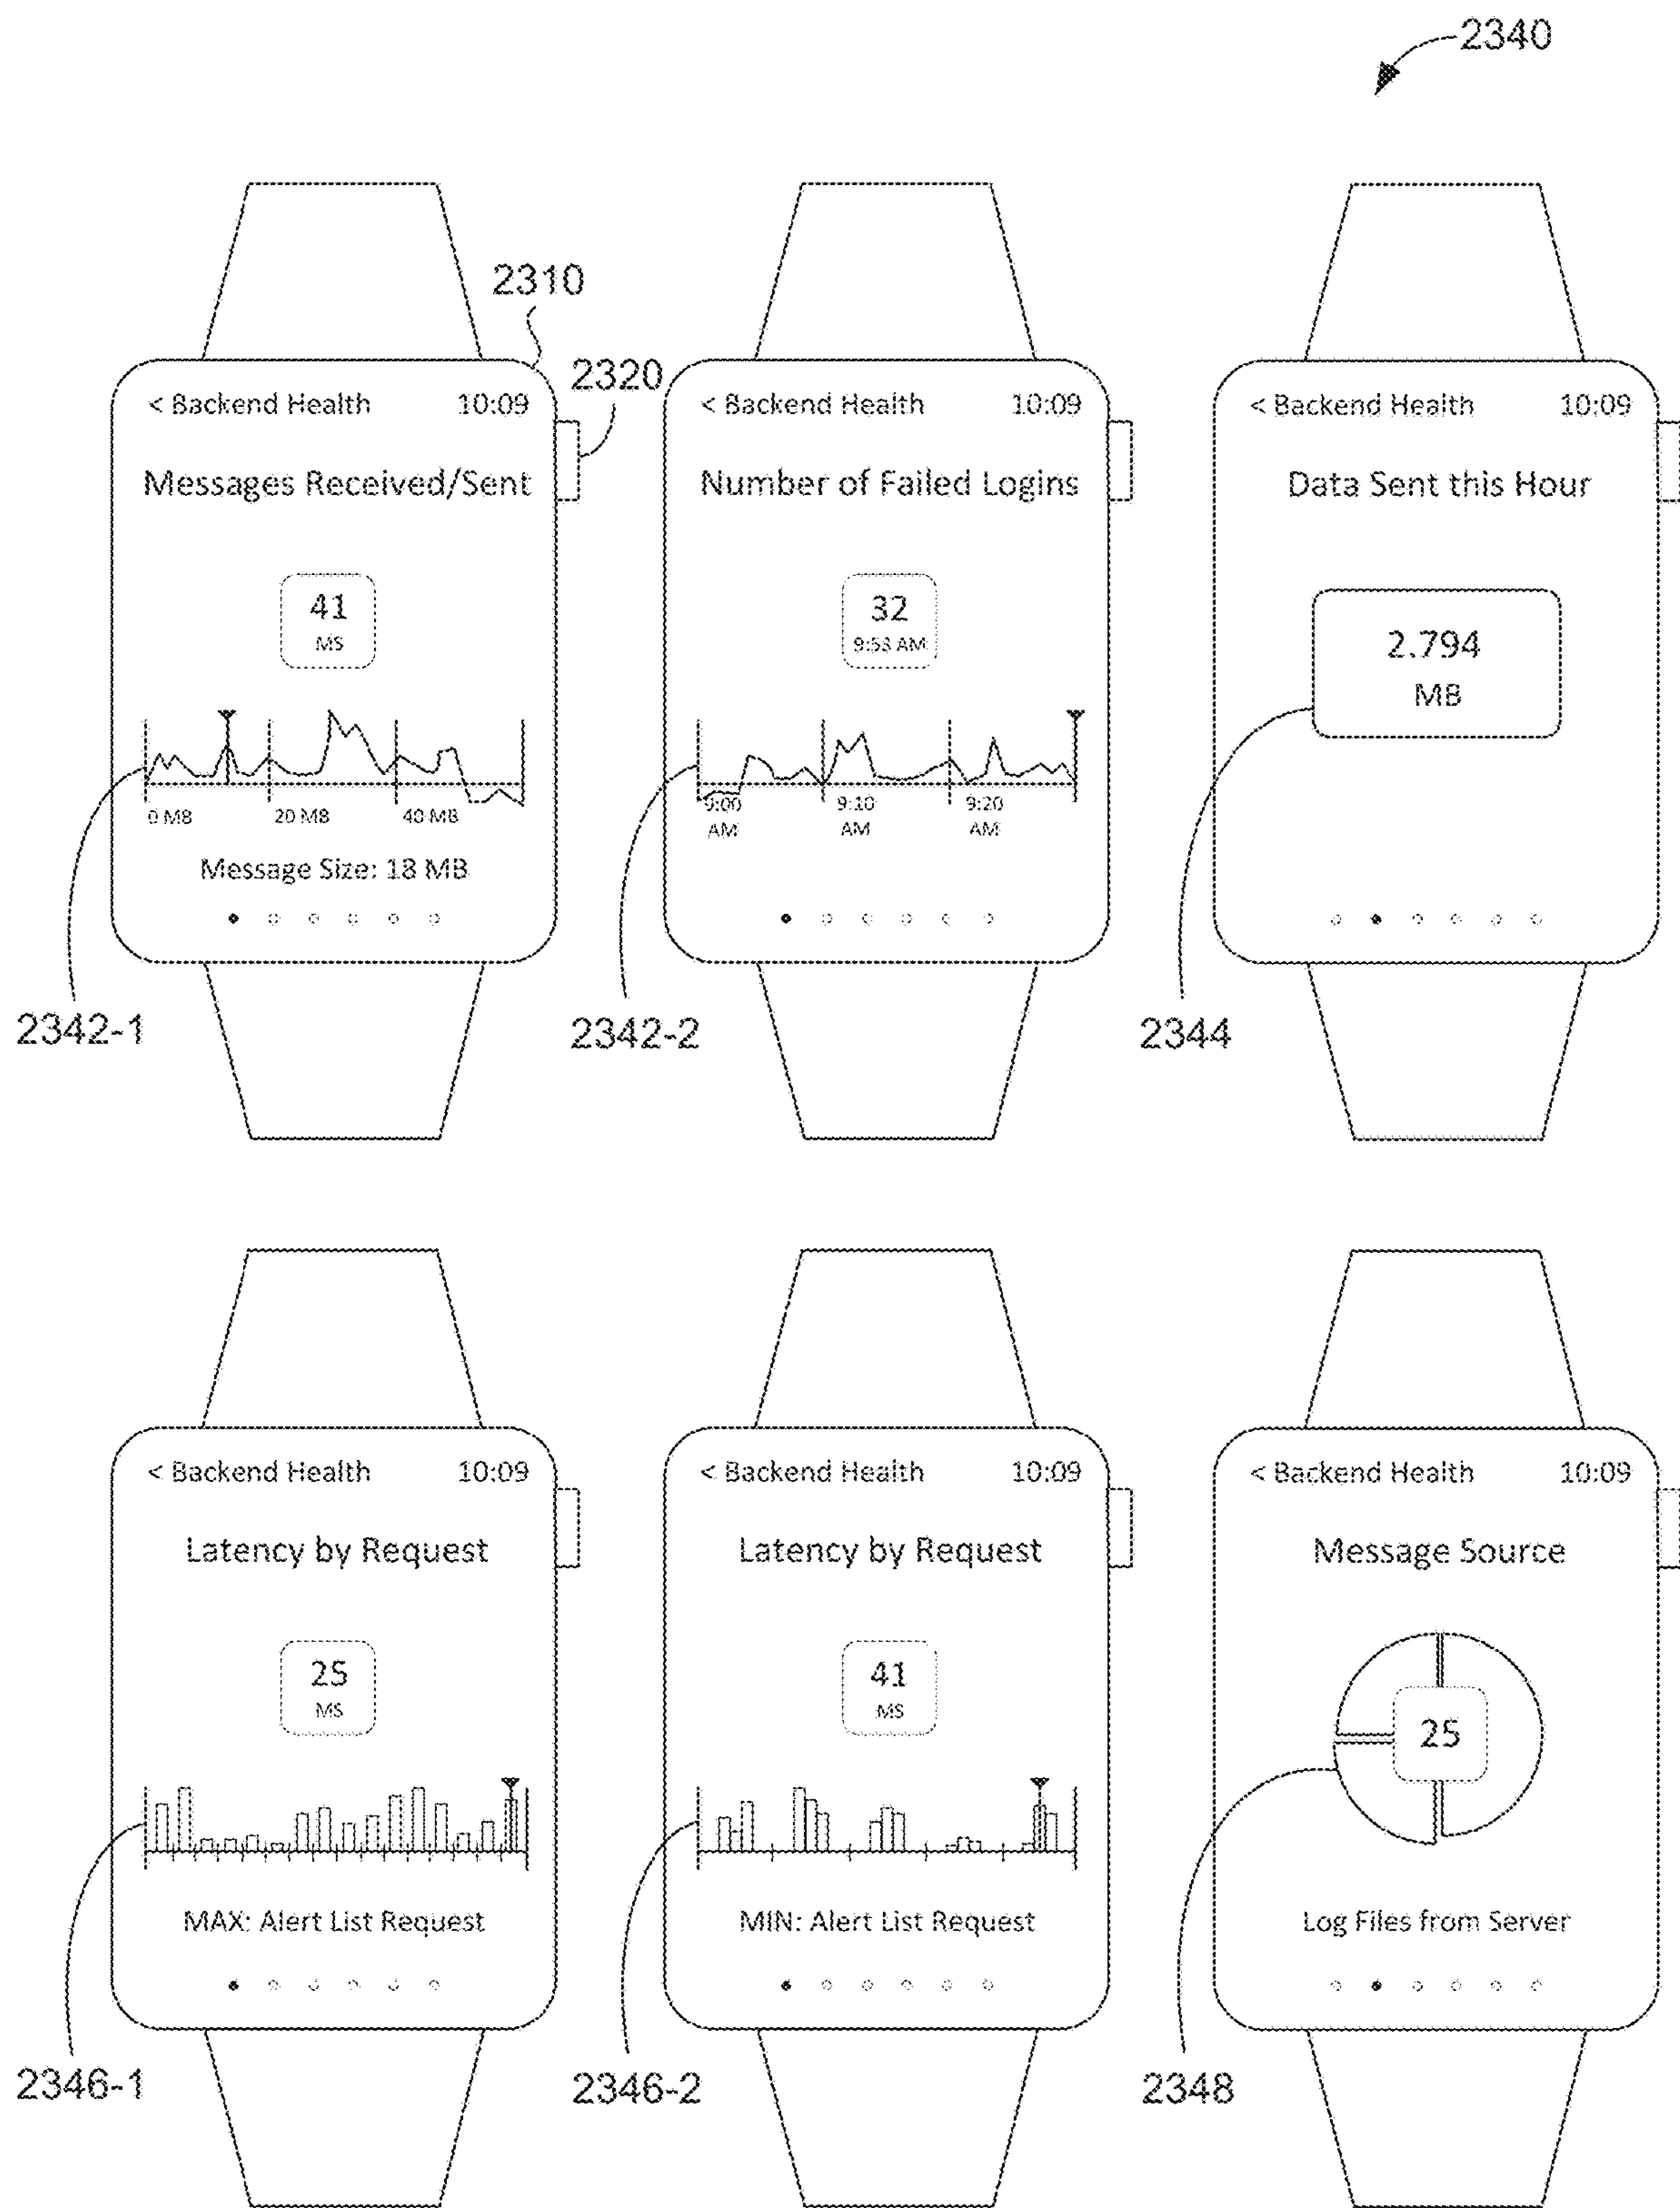 2340
2310
2320
< Backend Health 10:09
Messages Received/Sent
41
MS
0 MB 20 MB 40 MB
Message Size: 18 MB
2342-1
< Backend Health 10:09
Number of Failed Logins
32
9:53 AM
9:00 AM
9:10 AM
9:20 AM
2342-2
< Backend Health 10:09
Data Sent this Hour
2.794
MB
2344
< Backend Health 10:09
Latency by Request
25
MS
MAX: Alert List Request
2346-1
< Backend Health 10:09
Latency by Request
41
MS
MIN: Alert List Request
2346-2
< Backend Health 10:09
Message Source
25
Log Files from Server
2348